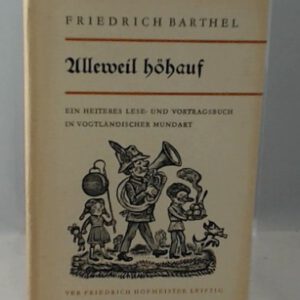 FRIEDRICH BARTHEL
Alleweil höhauf
EIN HEITERES LESE- UND VORTRAGSBUCH
IN VOGTLÄNDISCHER MUNDART
VEB FRIEDRICH HOFMEISTER LEIPZIG